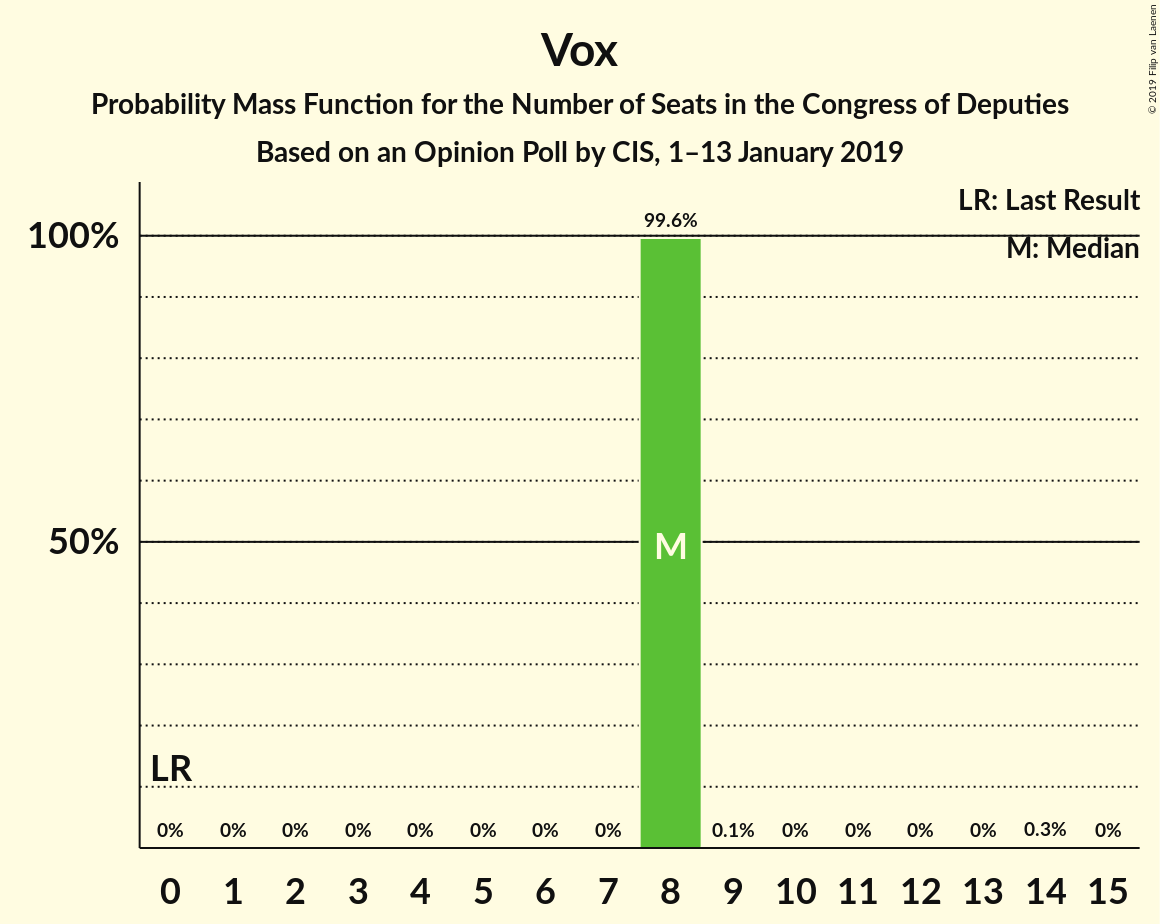 Vox
Probability Mass Function for the Number of Seats in the Congress of Deputies
Based on an Opinion Poll by CIS, 1–13 January 2019
© 2019 Filip van Laenen
LR: Last Result
M: Median
99.6%
100%
50%
M
LR
0% 0% 0% 0% 0% 0% 0% 0% 0.1% 0% 0% 0% 0% 0.3% 0%
0 1 2 3 4 5 6 7 8 9 10 11 12 13 14 15